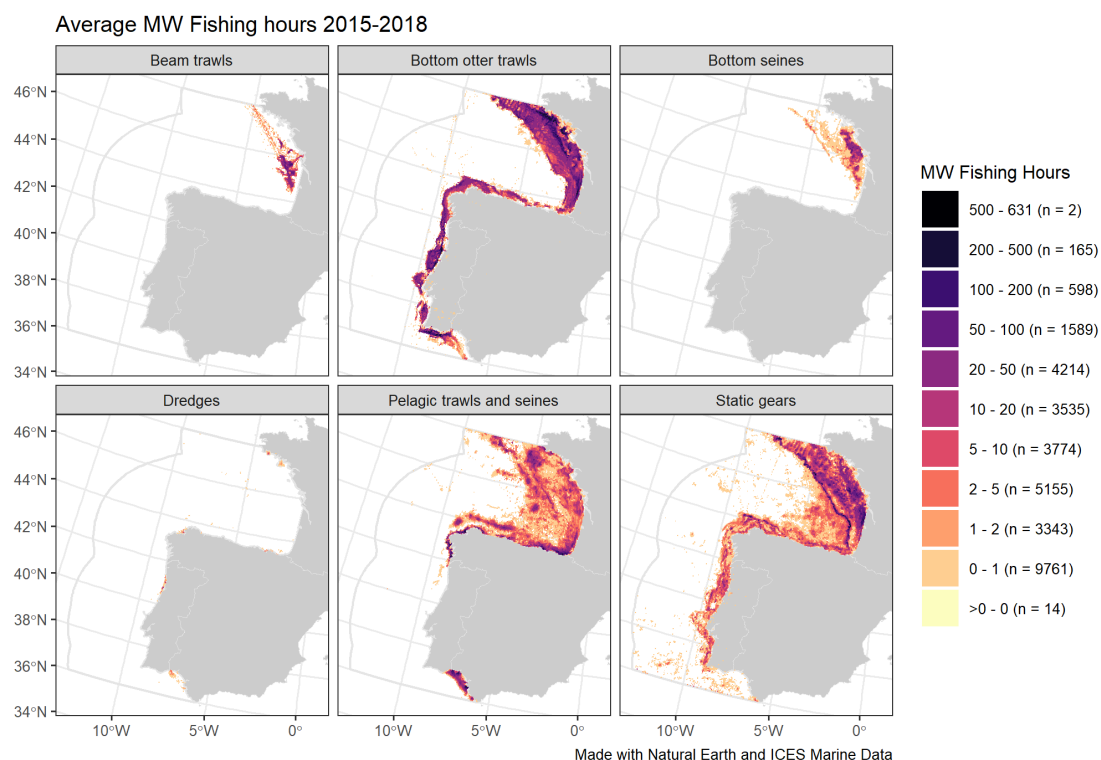 Average MW Fishing hours 2015-2018
Beam trawls
Bottom otter trawls
Bottom seines
46°N
44°N
42°N
40°N
38°N
36°N
34°N
Dredges
Pelagic trawls and seines
Static gears
46°N
44°N
42°N
40°N
38°N
36°N
34°N
10°W
5°W
0°
10°W
5°W
0°
10°W
5°W
0°
MW Fishing Hours
500 - 631 (n = 2)
200 - 500 (n = 165)
100 - 200 (n = 598)
50 - 100 (n = 1589)
20 - 50 (n = 4214)
10 - 20 (n = 3535)
5 - 10 (n = 3774)
2 - 5 (n = 5155)
1 - 2 (n = 3343)
0 - 1 (n = 9761)
>0 - 0 (n = 14)
Made with Natural Earth and ICES Marine Data